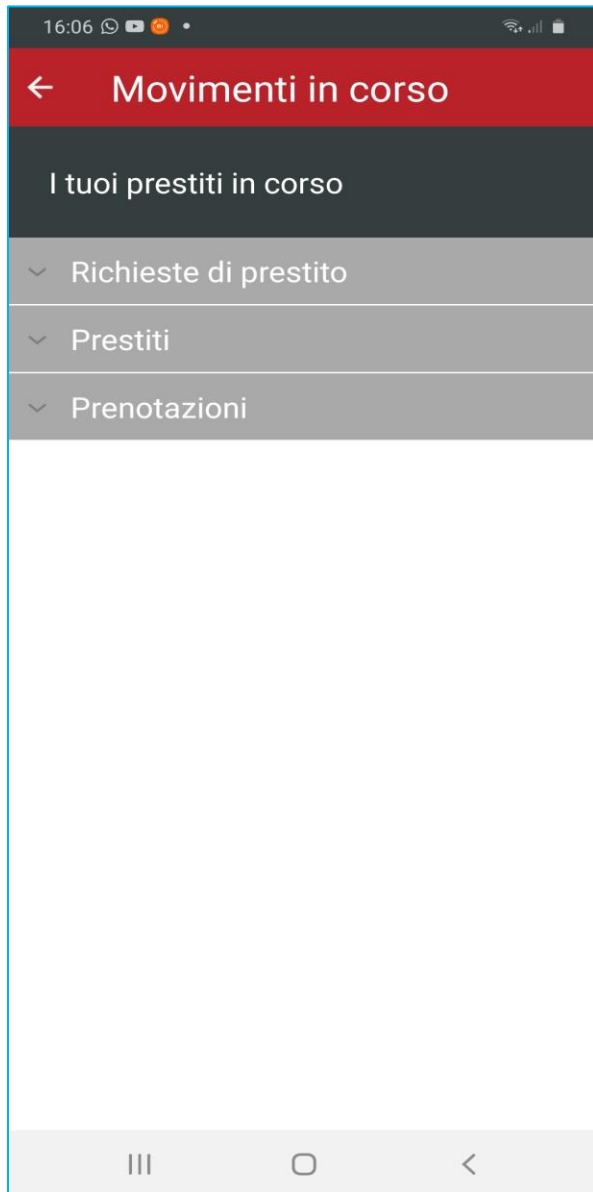 16:06
Movimenti in corso
I tuoi prestiti in corso
Richieste di prestito
Prestiti
Prenotazioni